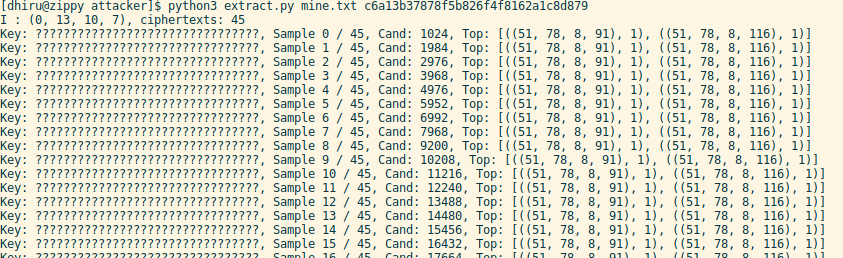 [dhiru@zippy attacker]$ python3 extract.py mine.txt c6a13b37878f5b826f4f8162a1c8d879
I : (0, 13, 10, 7), ciphertexts: 45
Key: ????????????????????????????????, Sample 0 / 45, Cand: 1024, Top: [((51, 78, 8, 91), 1), ((51, 78, 8, 116), 1)]
Key: ????????????????????????????????, Sample 1 / 45, Cand: 1984, Top: [((51, 78, 8, 91), 1), ((51, 78, 8, 116), 1)]
Key: ????????????????????????????????, Sample 2 / 45, Cand: 2976, Top: [((51, 78, 8, 91), 1), ((51, 78, 8, 116), 1)]
Key: ????????????????????????????????, Sample 3 / 45, Cand: 3968, Top: [((51, 78, 8, 91), 1), ((51, 78, 8, 116), 1)]
Key: ????????????????????????????????, Sample 4 / 45, Cand: 4976, Top: [((51, 78, 8, 91), 1), ((51, 78, 8, 116), 1)]
Key: ????????????????????????????????, Sample 5 / 45, Cand: 5952, Top: [((51, 78, 8, 91), 1), ((51, 78, 8, 116), 1)]
Key: ????????????????????????????????, Sample 6 / 45, Cand: 6992, Top: [((51, 78, 8, 91), 1), ((51, 78, 8, 116), 1)]
Key: ????????????????????????????????, Sample 7 / 45, Cand: 7968, Top: [((51, 78, 8, 91), 1), ((51, 78, 8, 116), 1)]
Key: ????????????????????????????????, Sample 8 / 45, Cand: 9200, Top: [((51, 78, 8, 91), 1), ((51, 78, 8, 116), 1)]
Key: ????????????????????????????????, Sample 9 / 45, Cand: 10208, Top: [((51, 78, 8, 91), 1), ((51, 78, 8, 116), 1)]
Key: ????????????????????????????????, Sample 10 / 45, Cand: 11216, Top: [((51, 78, 8, 91), 1), ((51, 78, 8, 116), 1)]
Key: ????????????????????????????????, Sample 11 / 45, Cand: 12240, Top: [((51, 78, 8, 91), 1), ((51, 78, 8, 116), 1)]
Key: ????????????????????????????????, Sample 12 / 45, Cand: 13488, Top: [((51, 78, 8, 91), 1), ((51, 78, 8, 116), 1)]
Key: ????????????????????????????????, Sample 13 / 45, Cand: 14480, Top: [((51, 78, 8, 91), 1), ((51, 78, 8, 116), 1)]
Key: ????????????????????????????????, Sample 14 / 45, Cand: 15456, Top: [((51, 78, 8, 91), 1), ((51, 78, 8, 116), 1)]
Key: ????????????????????????????????, Sample 15 / 45, Cand: 16432, Top: [((51, 78, 8, 91), 1), ((51, 78, 8, 116), 1)]
Key: ????????????????????????????????, Sample 16 / 45, Cand: 17664, Top: [((51, 78, 8, 91), 1), ((51, 78, 8, 116), 1)]